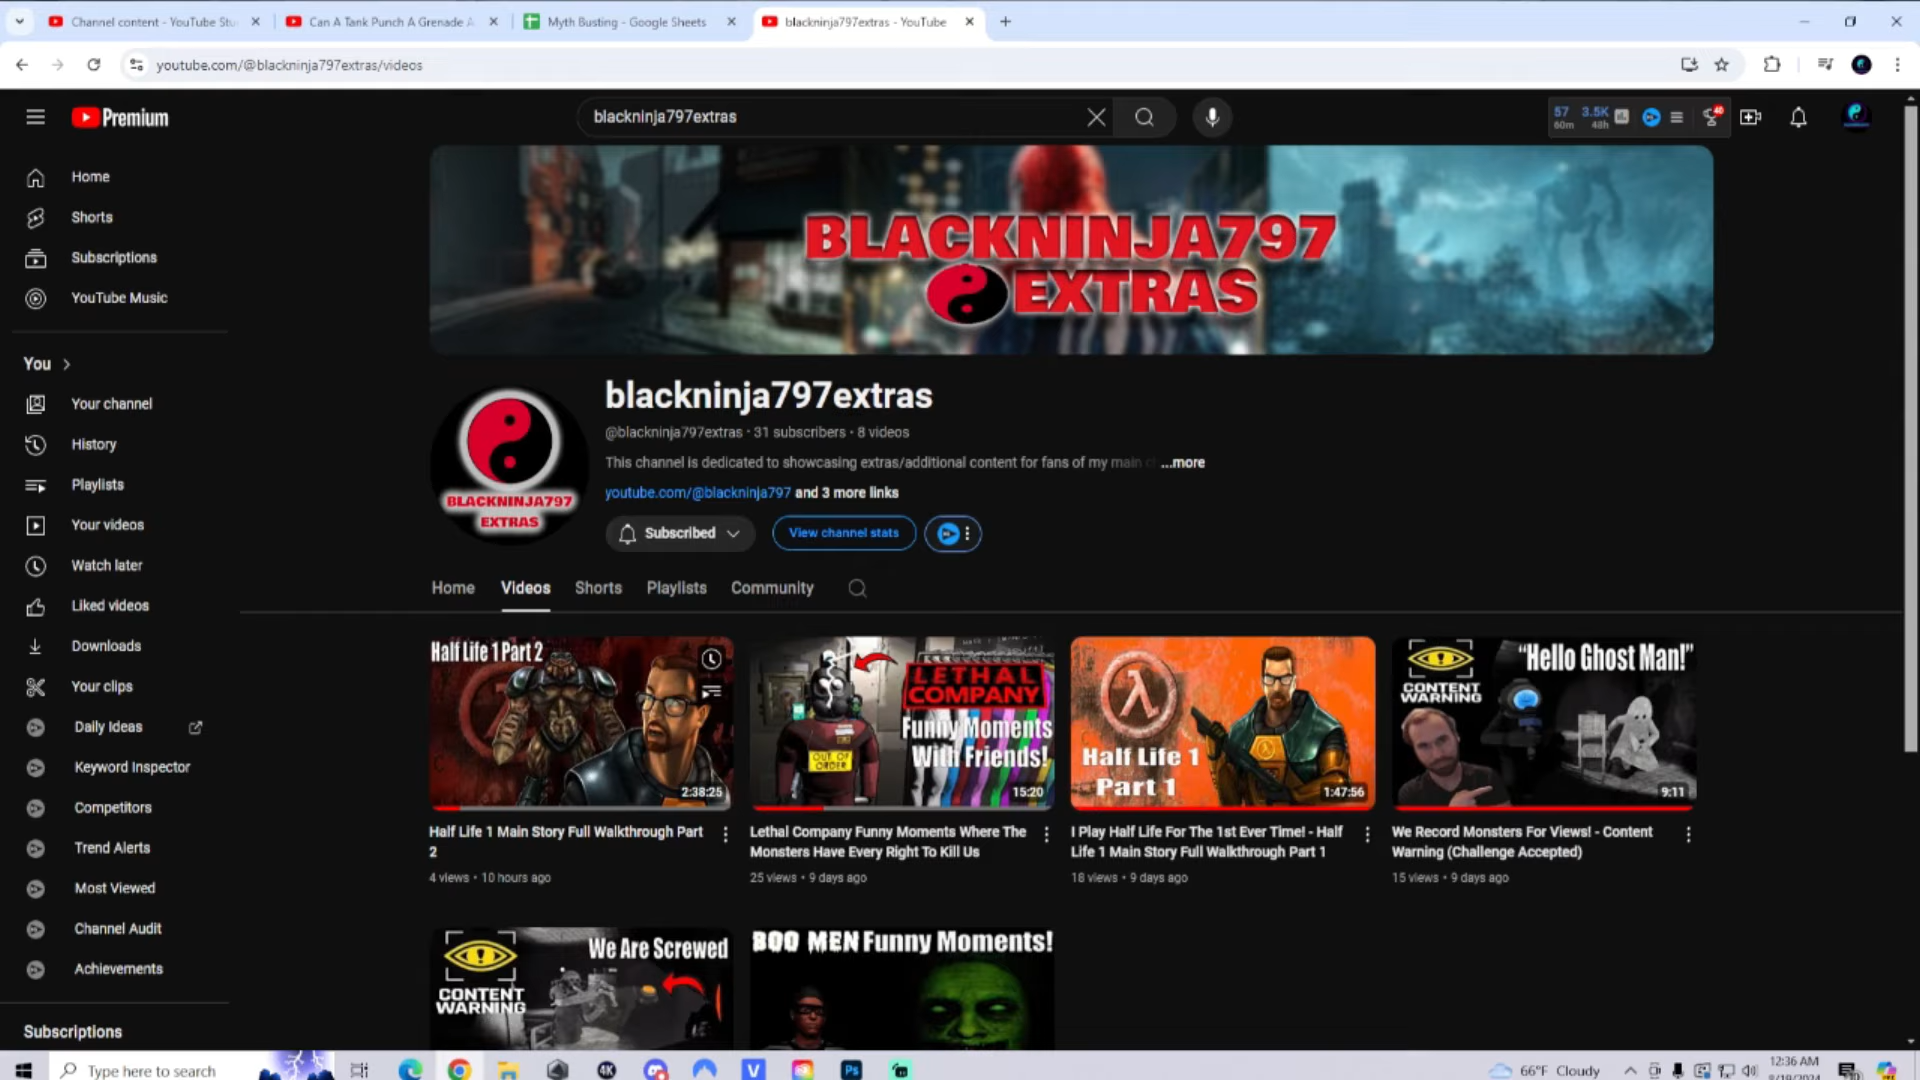 Channel content - YouTube Stu
Can A Tank Punch A Grenade A
Myth Busting - Google Sheets
blackninja797extras - YouTube
youtube.com/@blackninja797extras/videos
Premium
blackninja797extras
57
60m
3.5K
48h
40
Home
Shorts
Subscriptions
YouTube Music
You
Your channel
History
Playlists
Your videos
Watch later
Liked videos
Downloads
Your clips
Daily Ideas
Keyword Inspector
Competitors
Trend Alerts
Most Viewed
Channel Audit
Achievements
Subscriptions
BLACKNINJA797
EXTRAS
BLACKNINJA797
EXTRAS
blackninja797extras
@blackninja797extras · 31 subscribers · 8 videos
This channel is dedicated to showcasing extras/additional content for fans of my main ...more
youtube.com/@blackninja797 and 3 more links
Subscribed
View channel stats
Home Videos Shorts Playlists Community
Half Life 1 Part 2
2:38:25
Half Life 1 Main Story Full Walkthrough Part
2
4 views · 10 hours ago
LETHAL
COMPANY
Funny Moments
With Friends!
OUT OF
ORDER
15:20
Lethal Company Funny Moments Where The
Monsters Have Every Right To Kill Us
25 views · 9 days ago
Half Life 1
Part 1
1:47:56
I Play Half Life For The 1st Ever Time! - Half
Life 1 Main Story Full Walkthrough Part 1
18 views · 9 days ago
"Hello Ghost Man!"
CONTENT
WARNING
9:11
We Record Monsters For Views! - Content
Warning (Challenge Accepted)
15 views · 9 days ago
We Are Screwed
CONTENT
WARNING
BOO MEN Funny Moments!
Type here to search
4K
V
Ps
66°F Cloudy
12:36 AM
8/19/2024